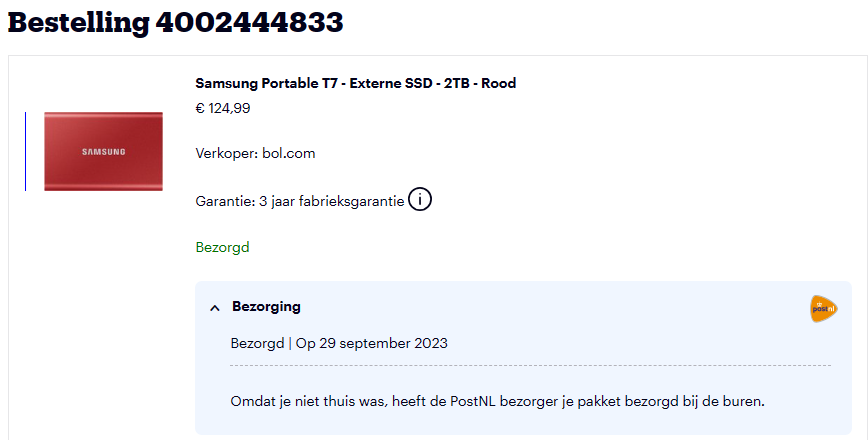 Bestelling 4002444833
Samsung Portable T7 - Externe SSD - 2TB - Rood
€ 124,99
SAMSUNG
Verkoper: bol.com
Garantie: 3 jaar fabrieksgarantie i
Bezorgd
Bezorging
postnl
Bezorgd | Op 29 september 2023
Omdat je niet thuis was, heeft de PostNL bezorger je pakket bezorgd bij de buren.